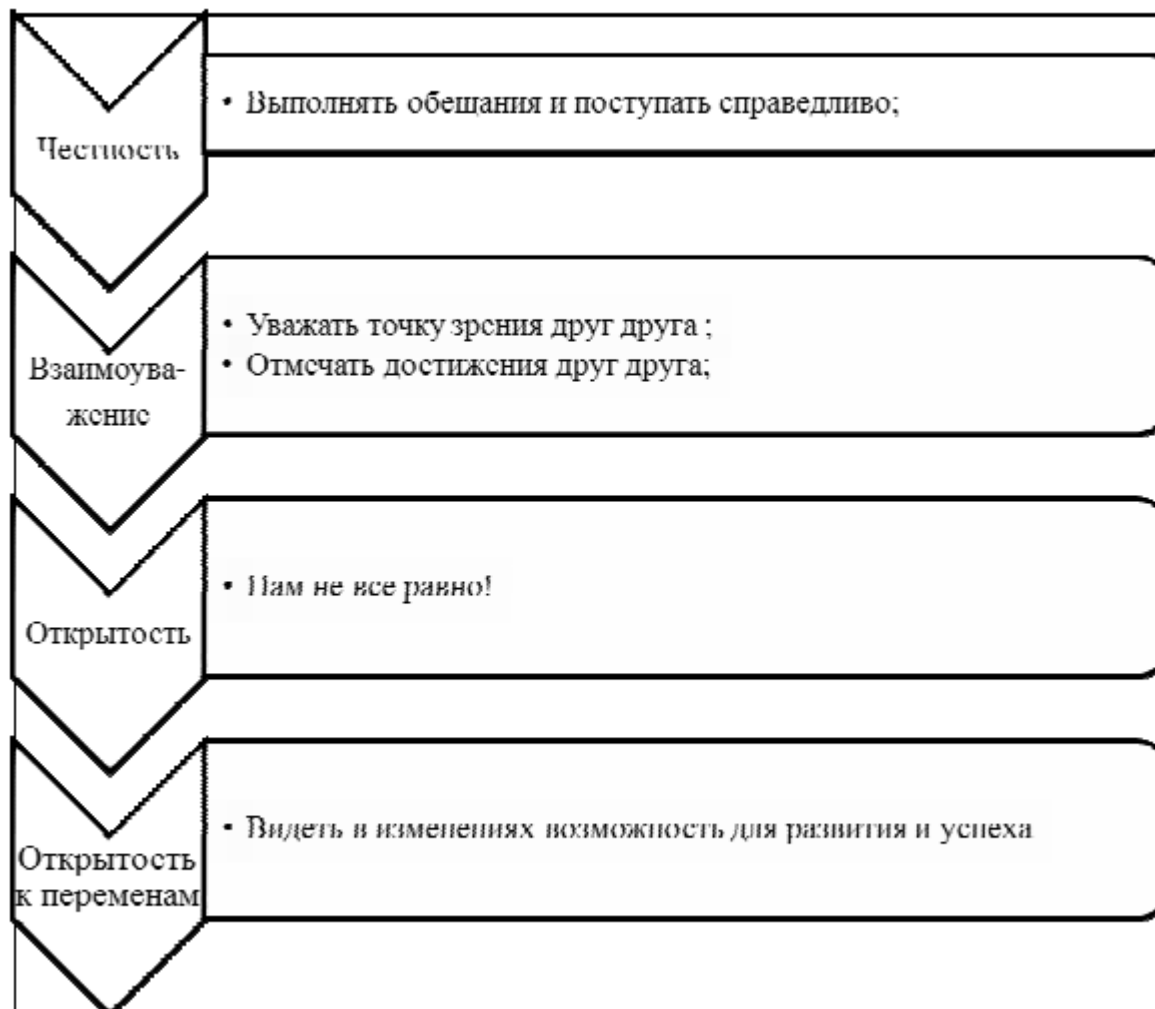 Честность
• Выполнять обещания и поступать справедливо;
Взаимоува-
жение
• Уважать точку зрения друг друга ;
• Отмечать достижения друг друга;
Открытость
• Нам не все равно!
Открытость
к переменам
• Видеть в изменениях возможность для развития и успеха